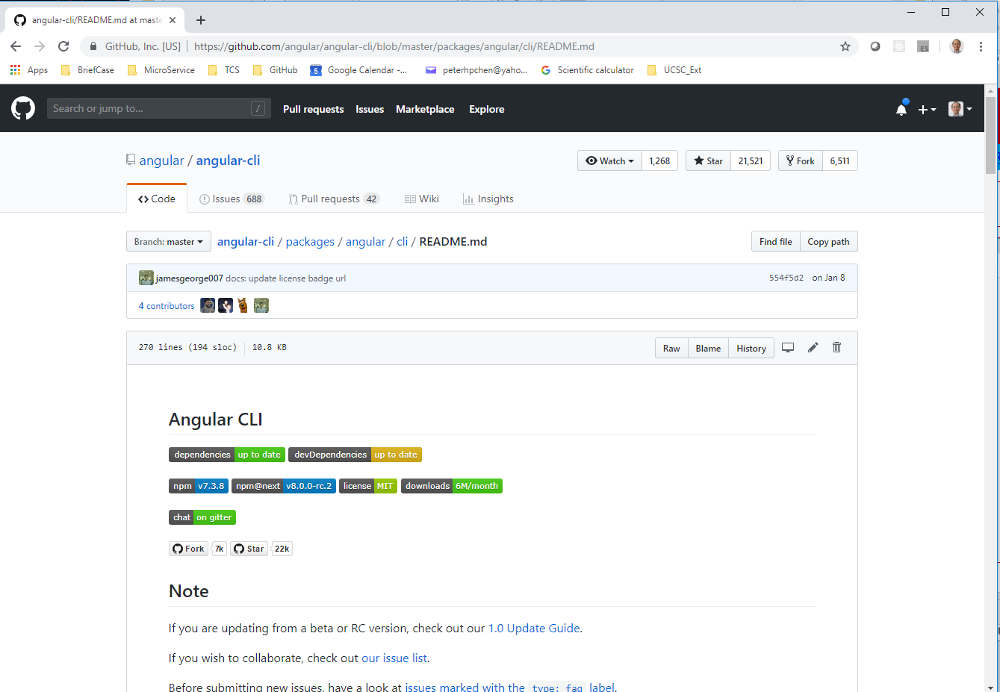 angular-cli/README.md at maste
GitHub, Inc. [US] | https://github.com/angular/angular-cli/blob/master/packages/angular/cli/README.md
ES
Apps BriefCase MicroService TCS GitHub 5 Google Calendar -... peterhpchen@yaho... G Scientific calculator UCSC_Ext
Search or jump to... / Pull requests Issues Marketplace Explore
angular / angular-cli Watch 1,268 Star 21,521 Fork 6,511
Code Issues 688 Pull requests 42 Wiki Insights
Branch: master angular-cli / packages / angular / cli / README.md Find file Copy path
jamesgeorge007 docs: update license badge url 554f5d2 on Jan 8
4 contributors
270 lines (194 sloc) 10.8 KB Raw Blame History
Angular CLI
dependencies up to date devDependencies up to date
npm v7.3.8 npm@next v8.0.0-rc.2 license MIT downloads 6M/month
chat on gitter
Fork 7k Star 22k
Note
If you are updating from a beta or RC version, check out our 1.0 Update Guide.
If you wish to collaborate, check out our issue list.
Before submitting new issues, have a look at issues marked with the type: faq label.